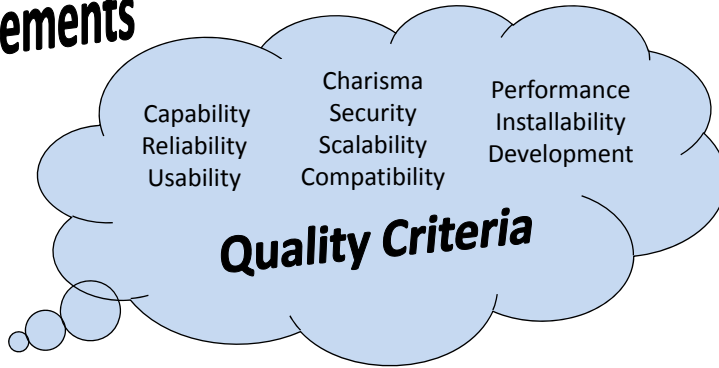 ements
Capability
Reliability
Usability
Charisma
Security
Scalability
Compatibility
Performance
Installability
Development
Quality Criteria